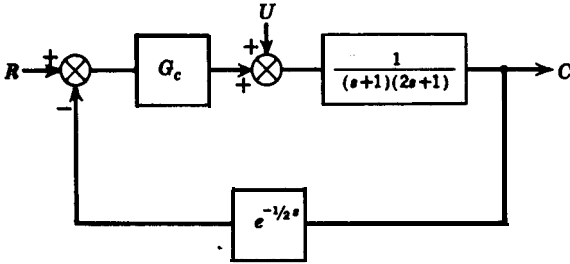 U
+
R
+
G_c
+
1
(s+1)(2s+1)
C
−
e^{-1/2 s}